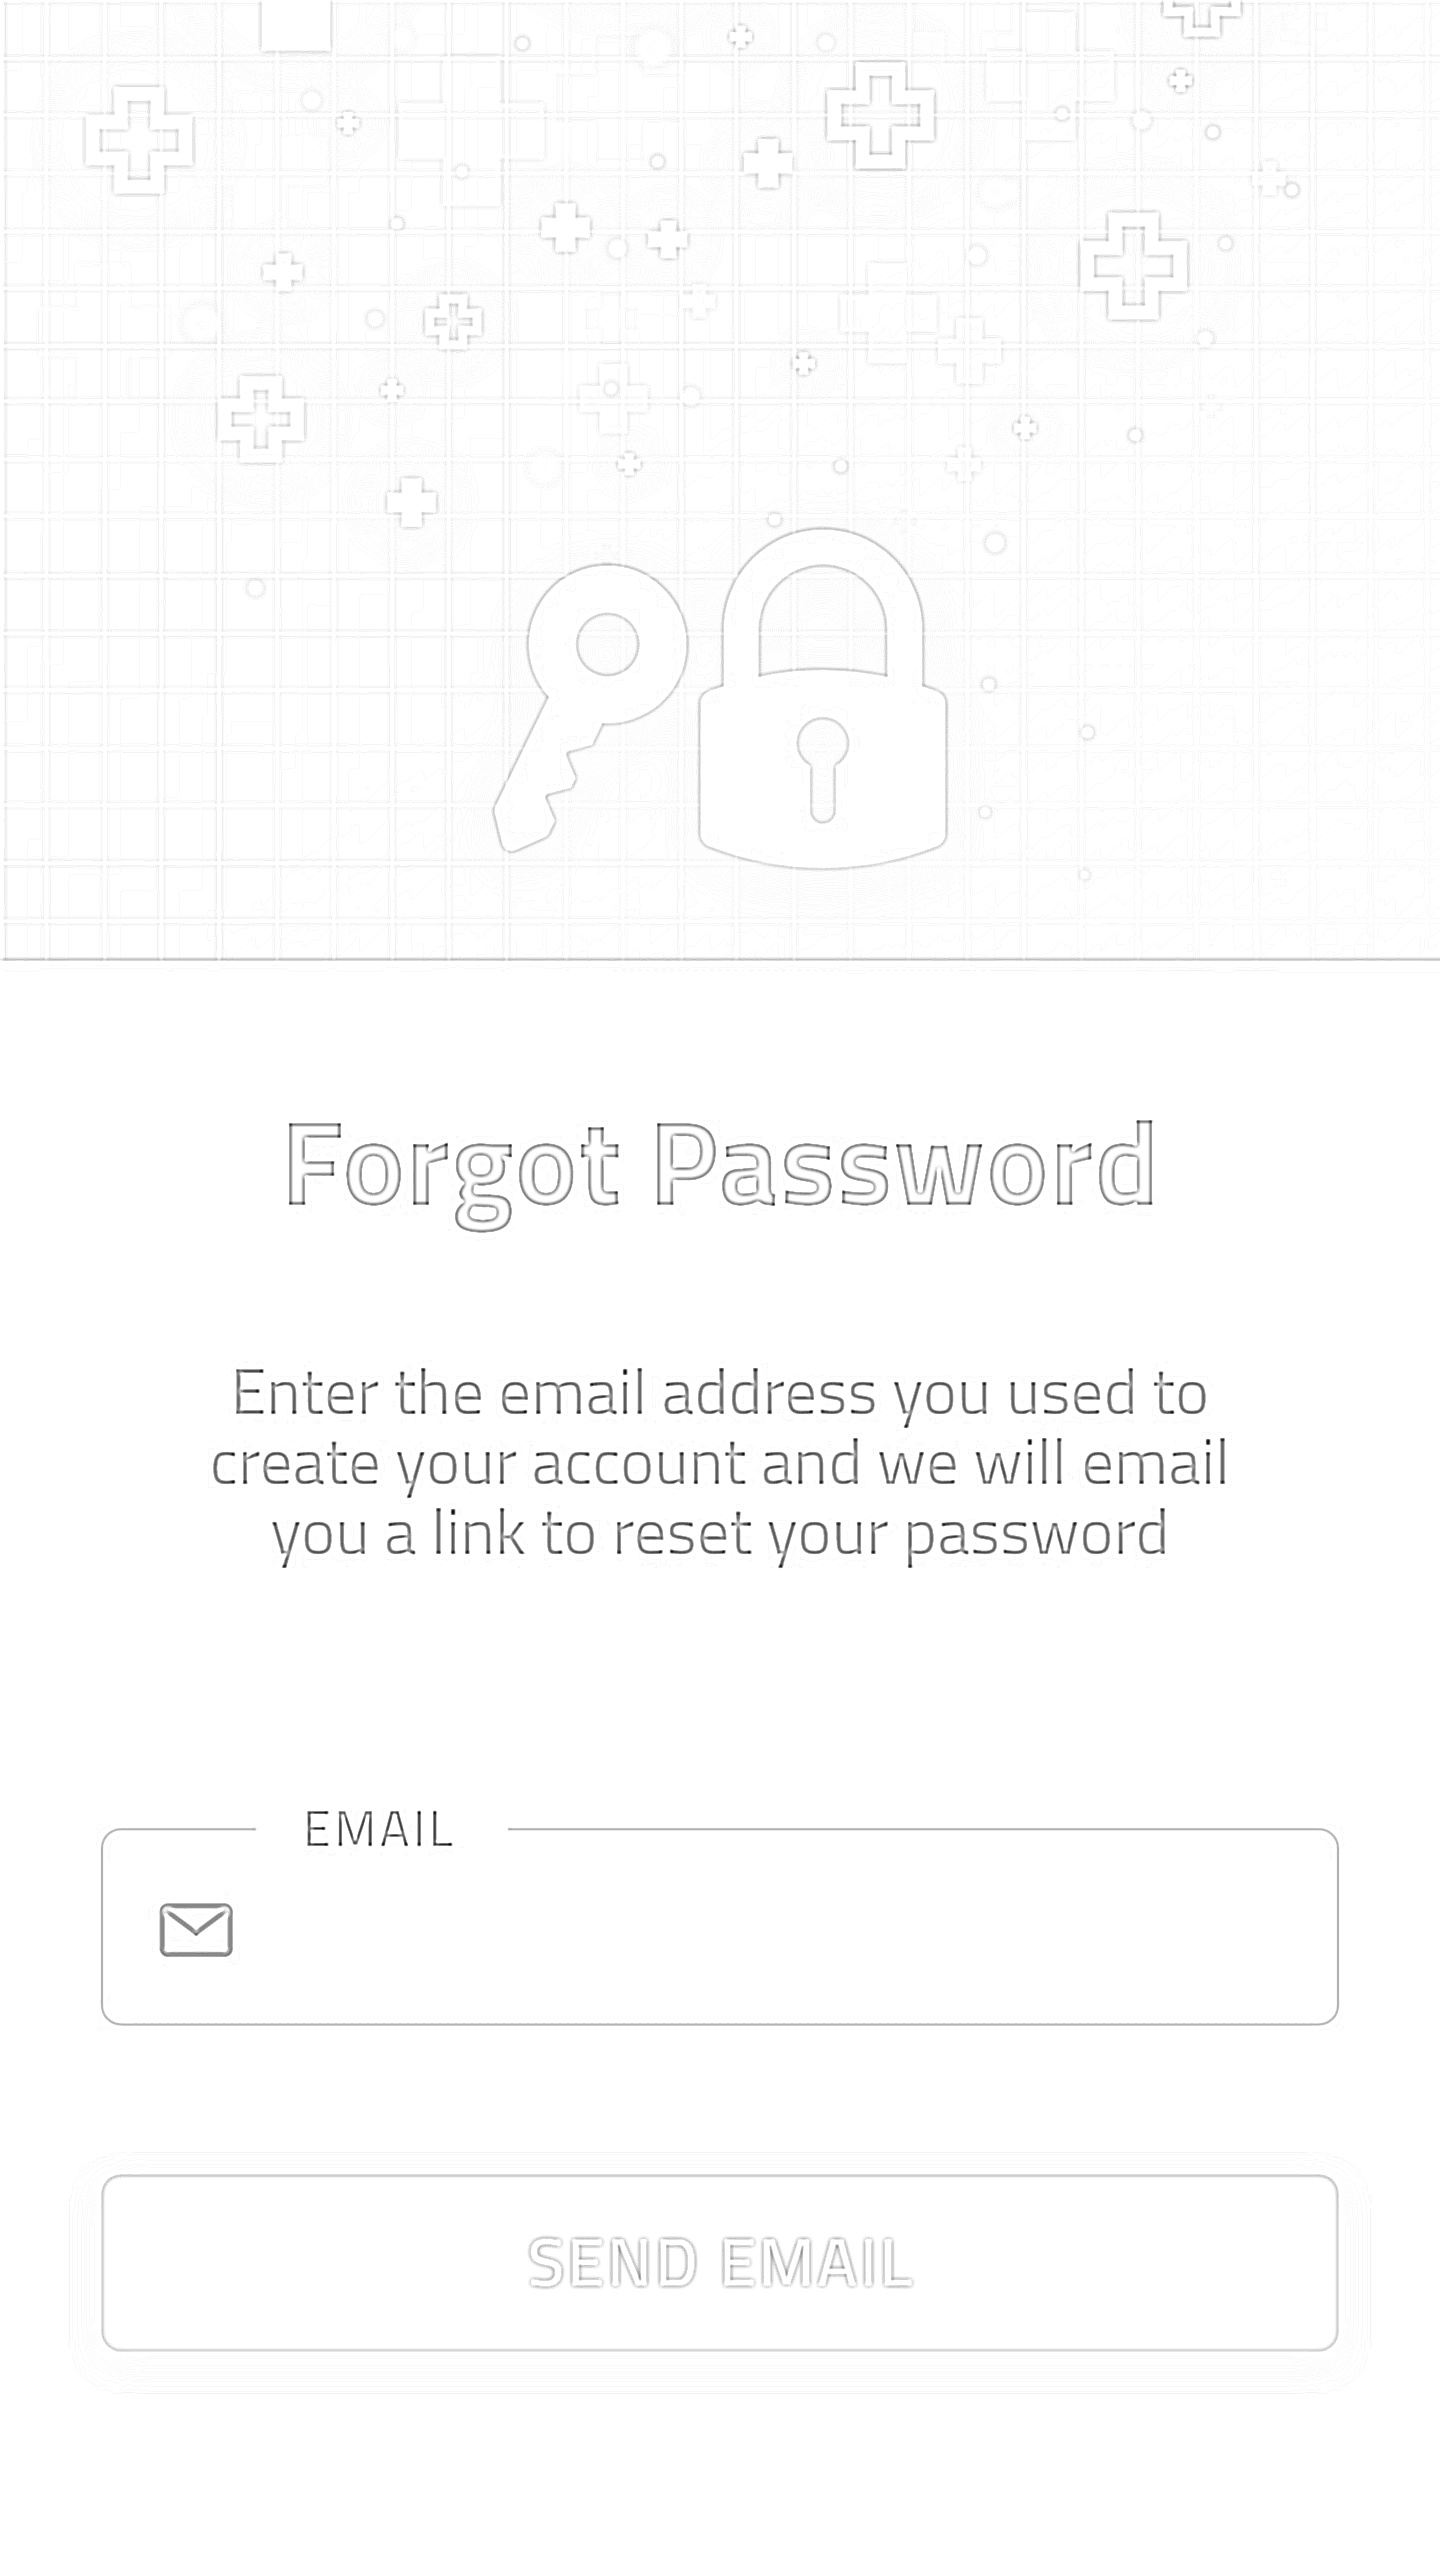 Forgot Password
Enter the email address you used to
create your account and we will email
you a link to reset your password
EMAIL
SEND EMAIL